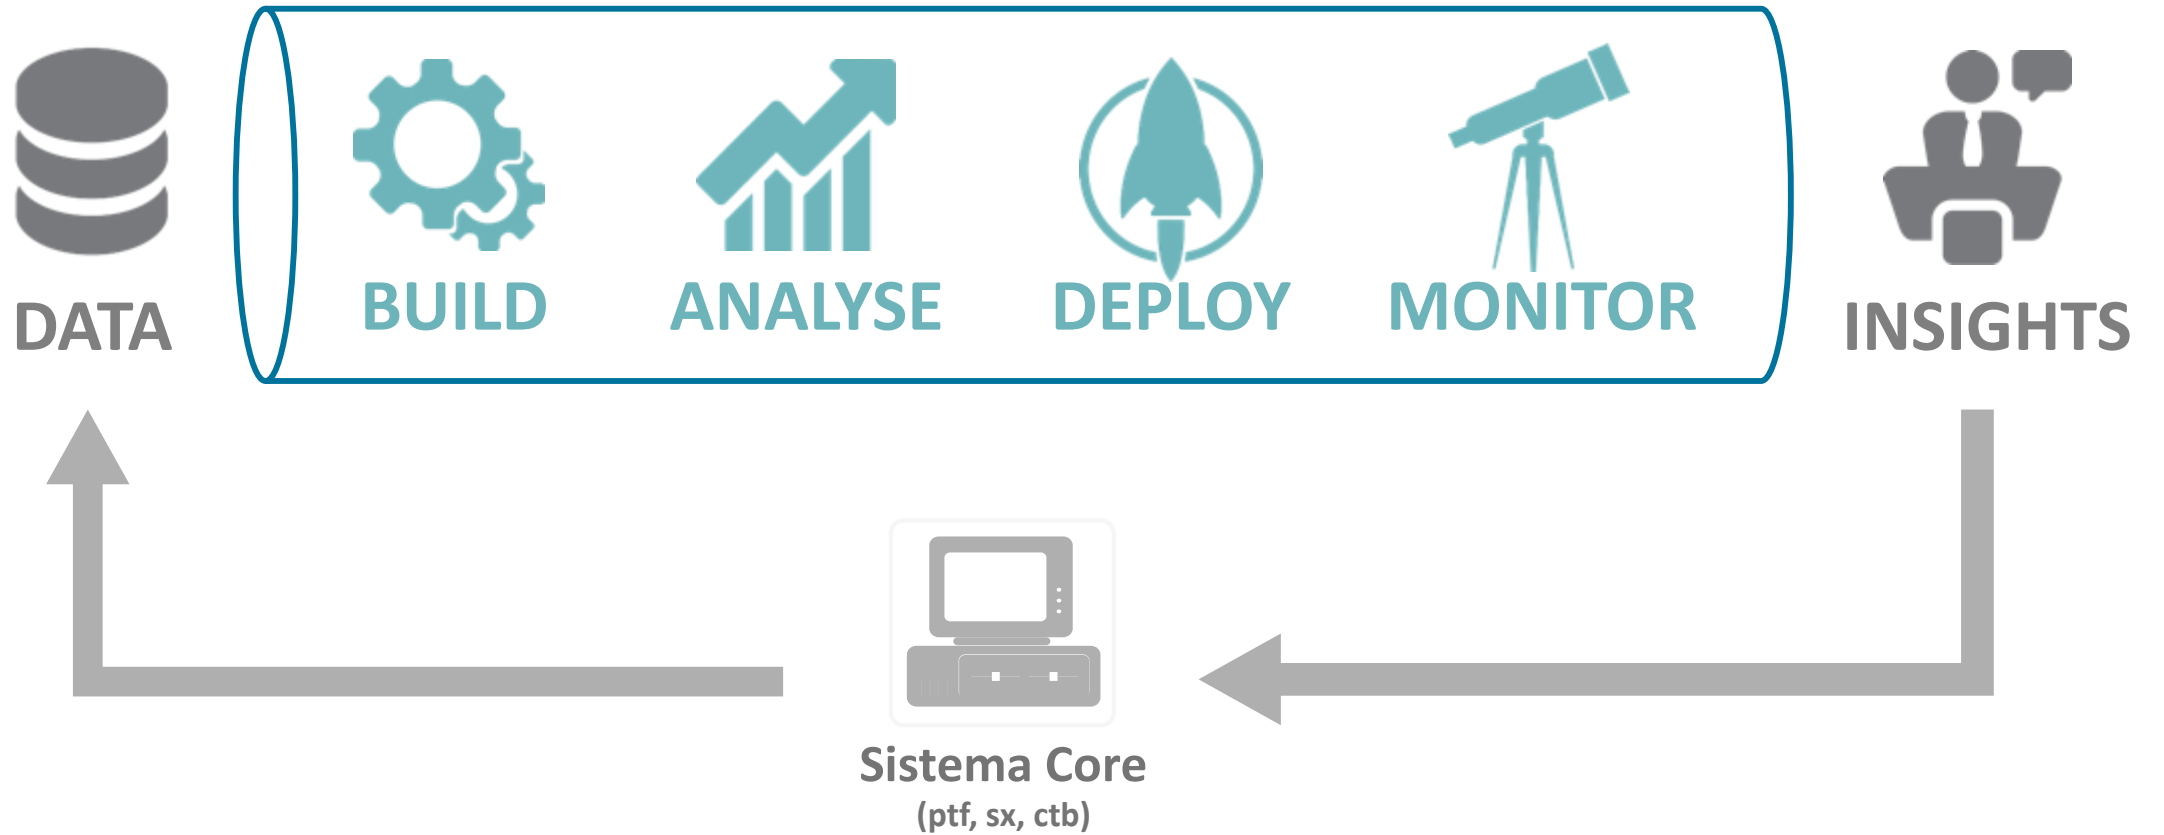 DATA
BUILD
ANALYSE
DEPLOY
MONITOR
INSIGHTS
Sistema Core
(ptf, sx, ctb)